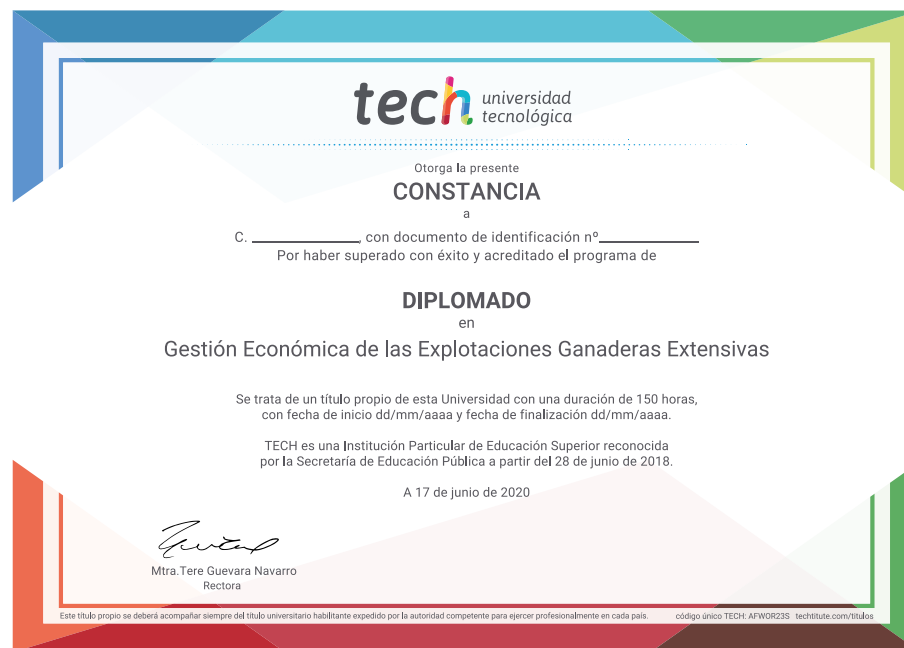 tech universidad
tecnológica
Otorga la presente
CONSTANCIA
a
C. ____________, con documento de identificación nº____________
Por haber superado con éxito y acreditado el programa de
DIPLOMADO
en
Gestión Económica de las Explotaciones Ganaderas Extensivas
Se trata de un título propio de esta Universidad con una duración de 150 horas,
con fecha de inicio dd/mm/aaaa y fecha de finalización dd/mm/aaaa.
TECH es una Institución Particular de Educación Superior reconocida
por la Secretaría de Educación Pública a partir del 28 de junio de 2018.
A 17 de junio de 2020
Mtra.Tere Guevara Navarro
Rectora
Este título propio se deberá acompañar siempre del título universitario habilitante expedido por la autoridad competente para ejercer profesionalmente en cada país. código único TECH: AFWOR23S techtitute.com/titulos